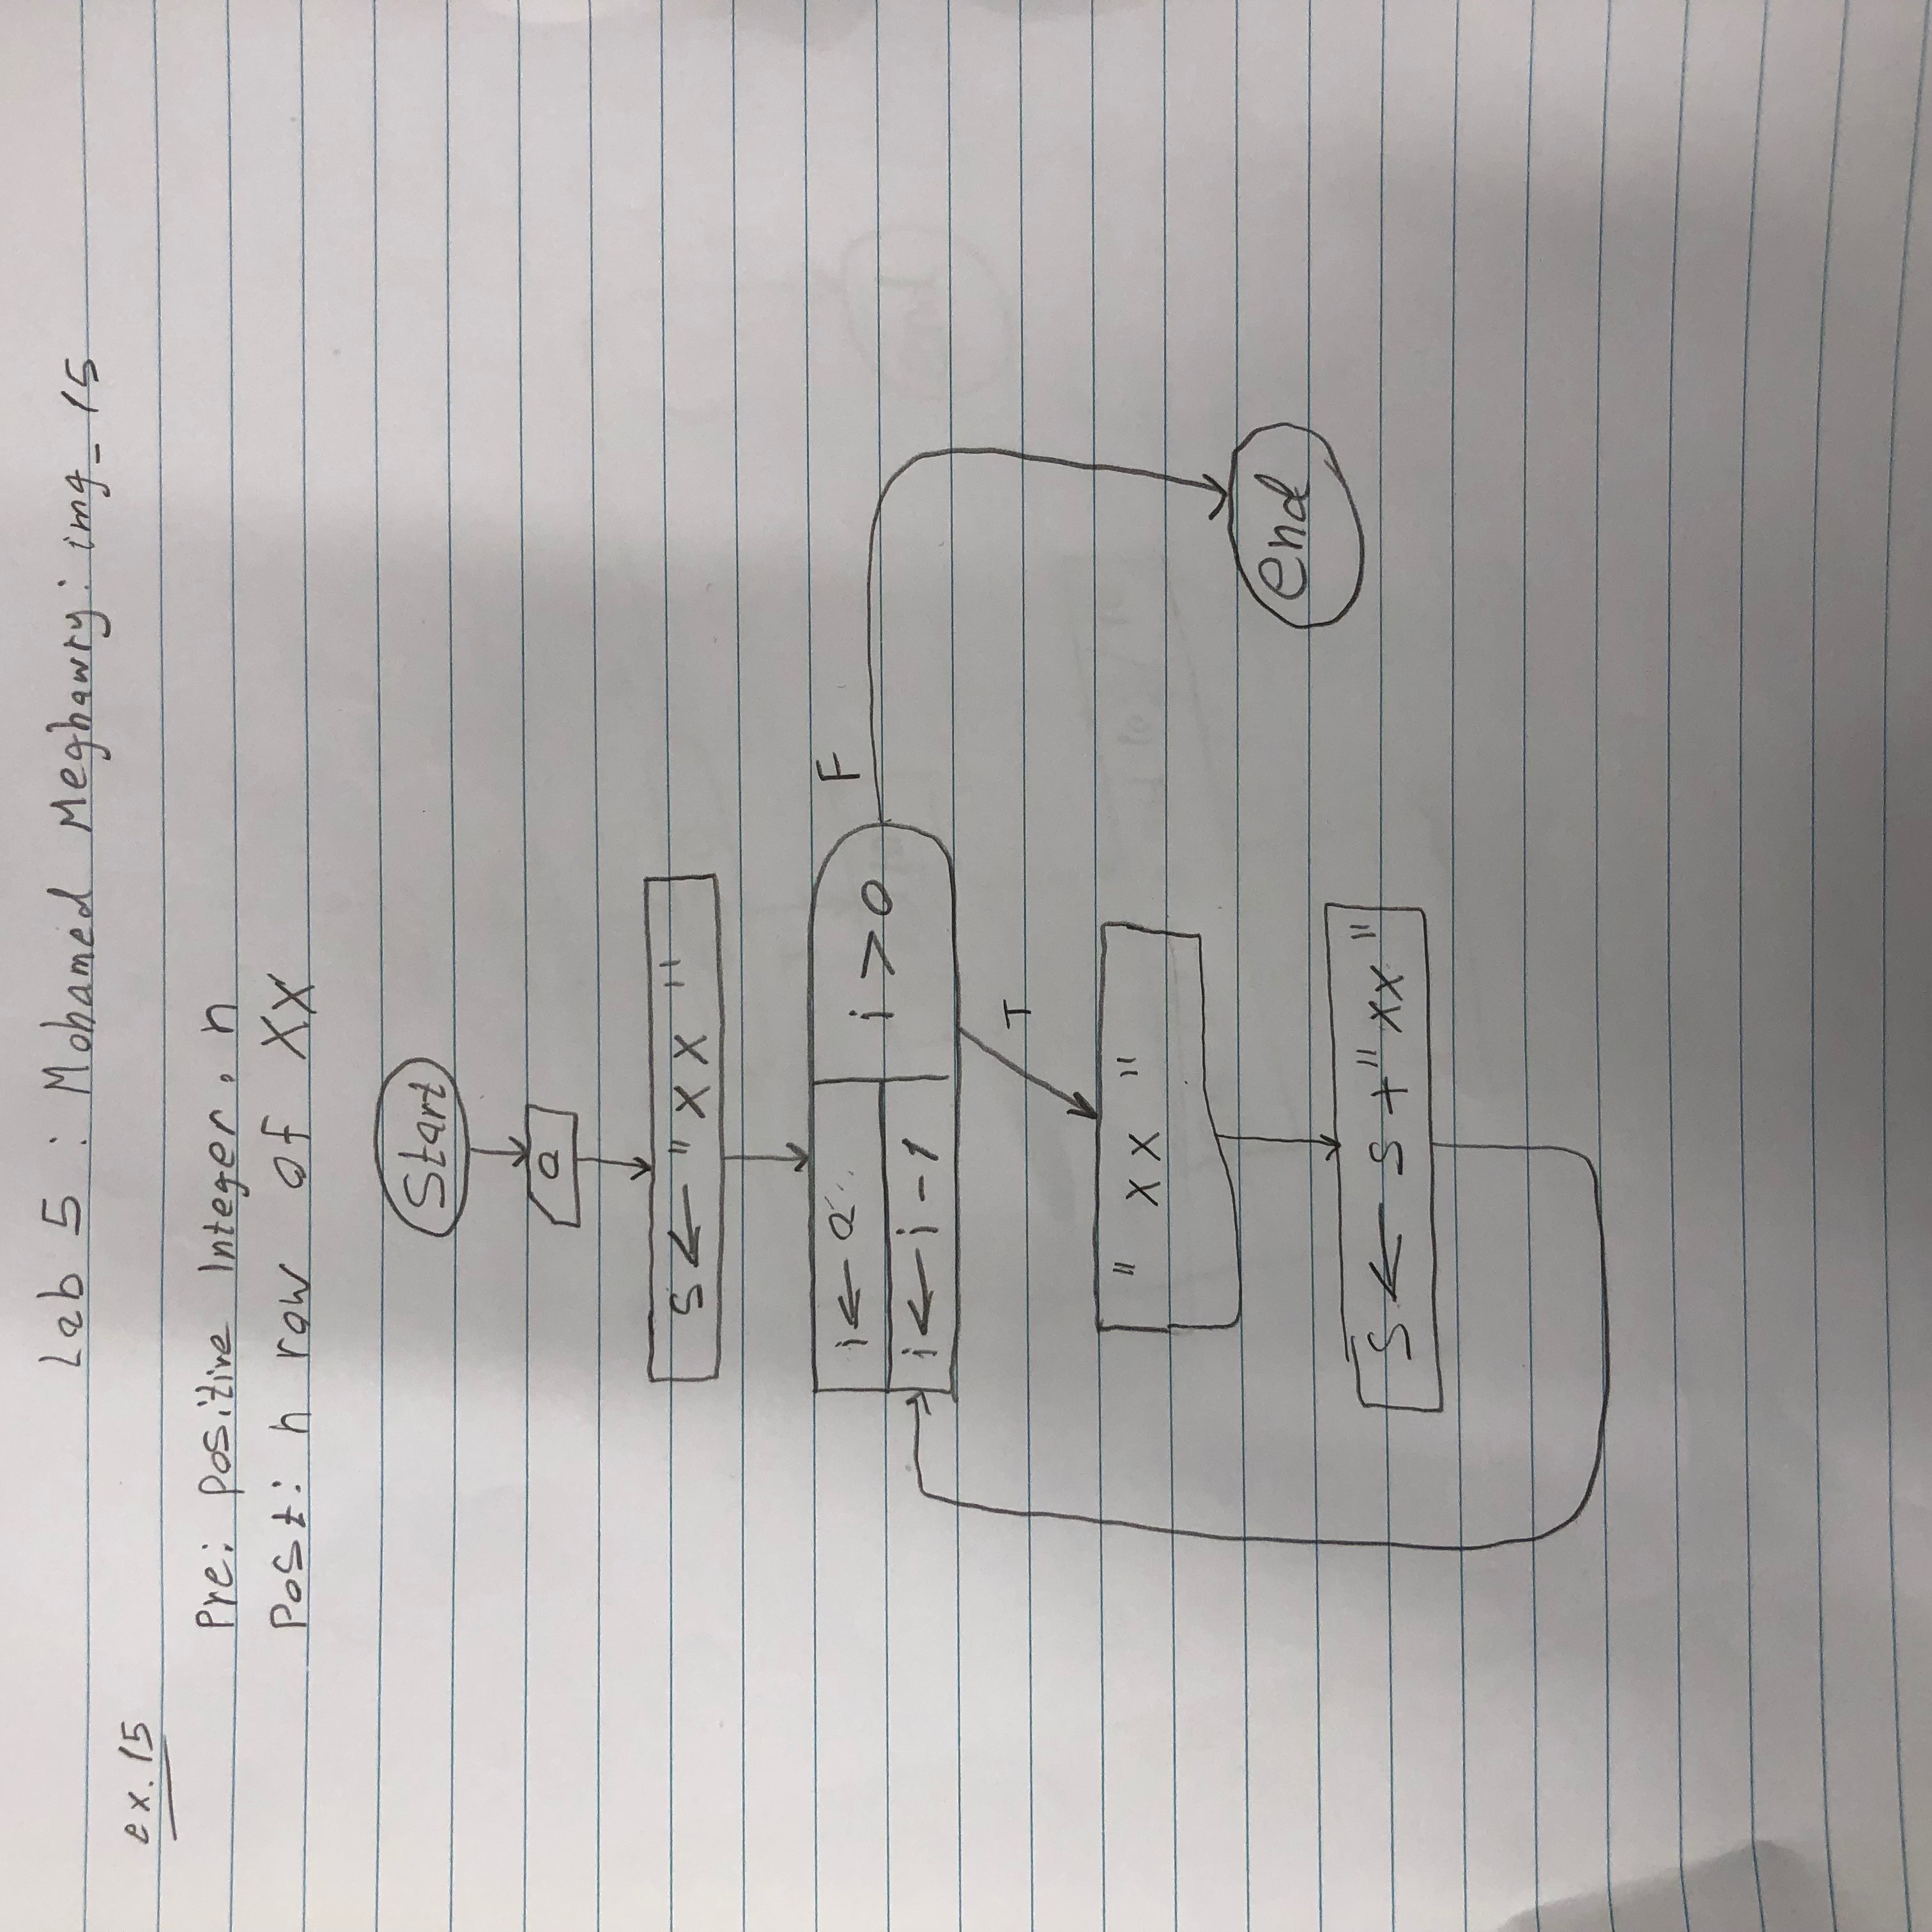 Lab 5 : Mohamed Meghawry: img_15
ex. 15
Pre: positive Integer, n
Post: n row of XX
Start
a
S ← "XX "
i ← a
i > 0
F
i ← i - 1
T
" XX "
end
S ← S + "XX "